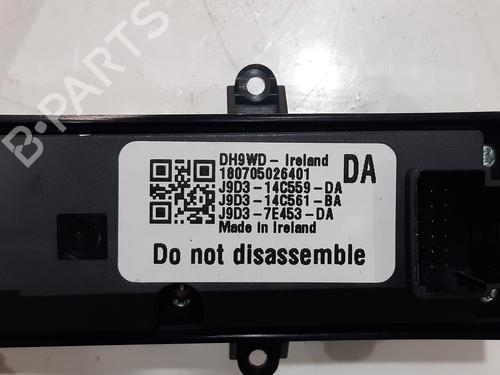 DH9WD- Ireland
180705026401
J9D3-14C559-DA
J9D3-14C561-BA
J9D3-7E453-DA
Made in Ireland
DA
Do not disassemble
B-PARTS